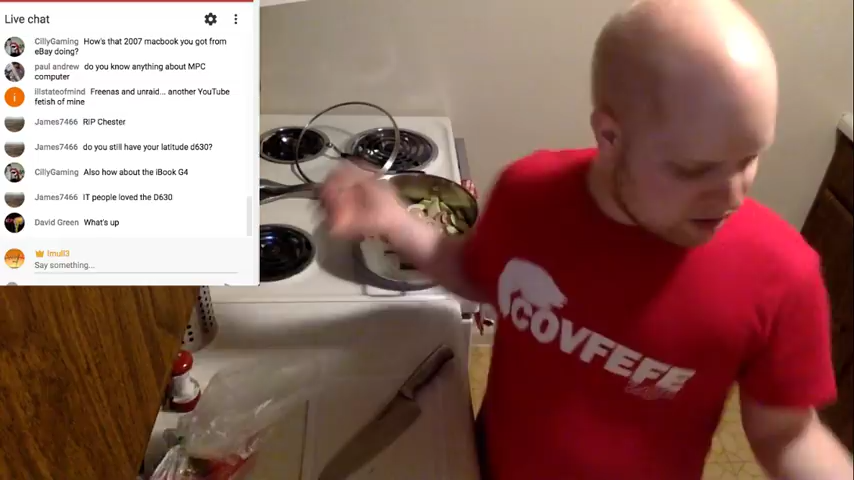 Live chat
CillyGaming How's that 2007 macbook you got from
eBay doing?
paul andrew do you know anything about MPC
computer
illstateofmind Freenas and unraid... another YouTube
fetish of mine
James7466 RIP Chester
James7466 do you still have your latitude d630?
CillyGaming Also how about the iBook G4
James7466 IT people loved the D630
David Green What's up
lmull3
Say something...
COVFEFE